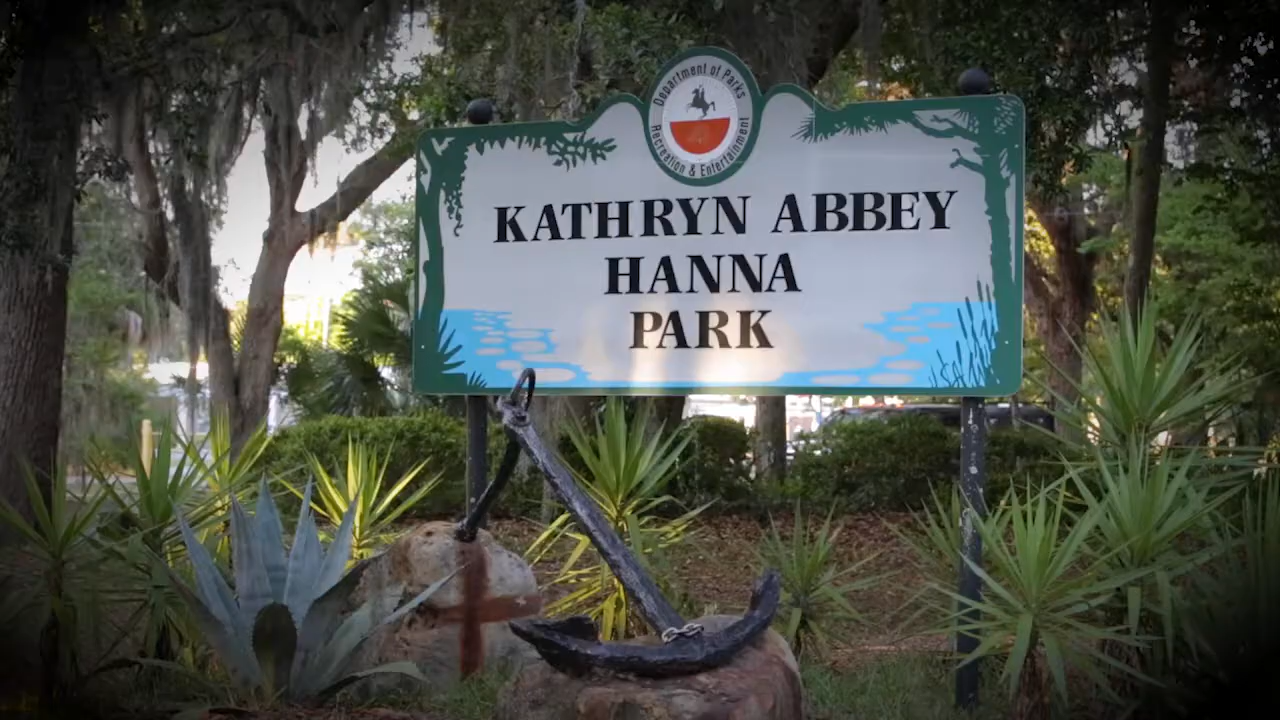 Department of Parks
Recreation & Entertainment
KATHRYN ABBEY
HANNA
PARK